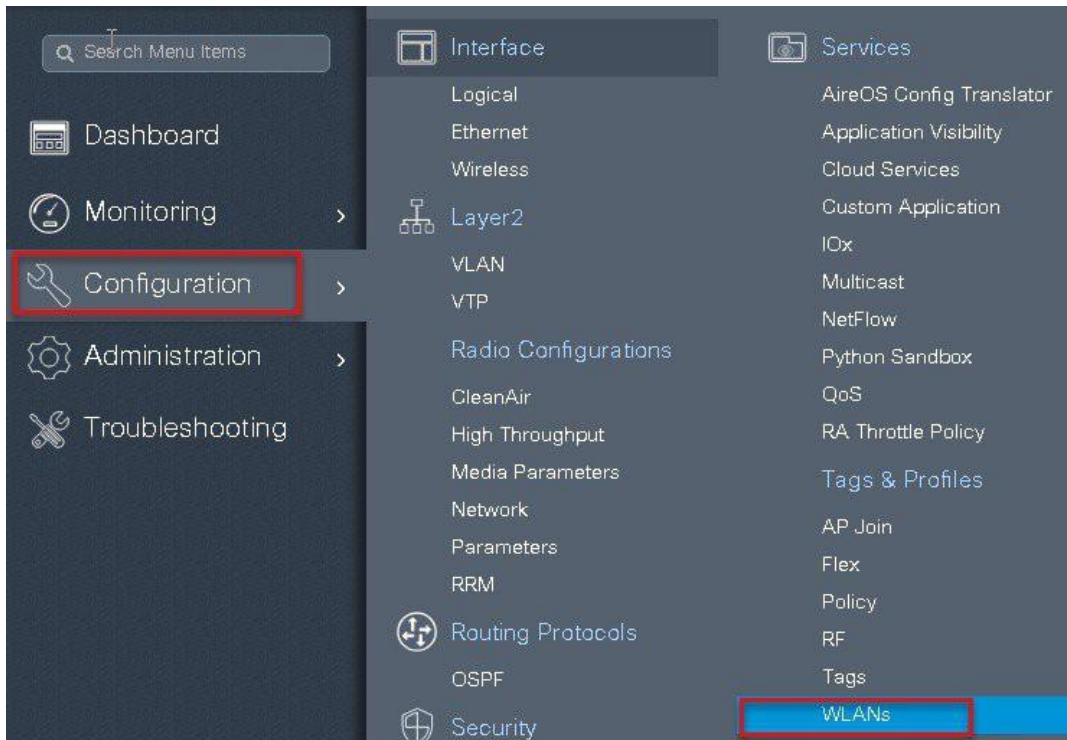 Search Menu Items
Dashboard
Monitoring
Configuration
Administration
Troubleshooting
Interface
Logical
Ethernet
Wireless
Layer2
VLAN
VTP
Radio Configurations
CleanAir
High Throughput
Media Parameters
Network
Parameters
RRM
Routing Protocols
OSPF
Security
Services
AireOS Config Translator
Application Visibility
Cloud Services
Custom Application
IOx
Multicast
NetFlow
Python Sandbox
QoS
RA Throttle Policy
Tags & Profiles
AP Join
Flex
Policy
RF
Tags
WLANs